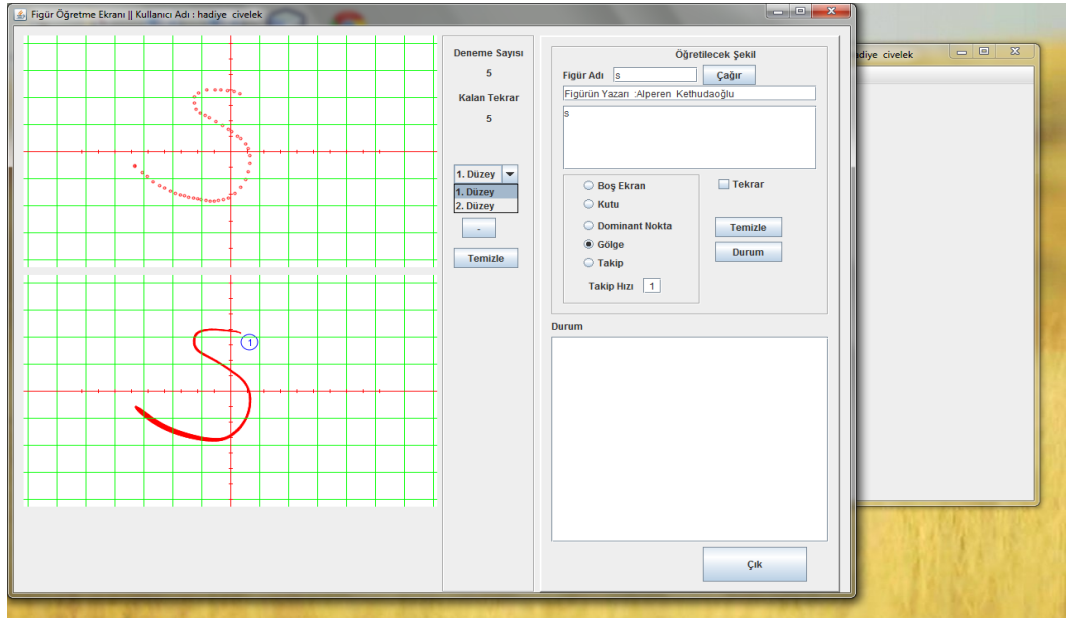 Figür Öğretme Ekranı || Kullanıcı Adı : hadiye civelek
diye civelek
Deneme Sayısı
5
Kalan Tekrar
5
1. Düzey
1. Düzey
2. Düzey
-
Temizle
Öğretilecek Şekil
Figür Adı s Çağır
Figürün Yazarı :Alperen Kethudaoğlu
s
Boş Ekran
Kutu
Dominant Nokta
Gölge
Takip
Takip Hızı 1
Tekrar
Temizle
Durum
Durum
Çık
1